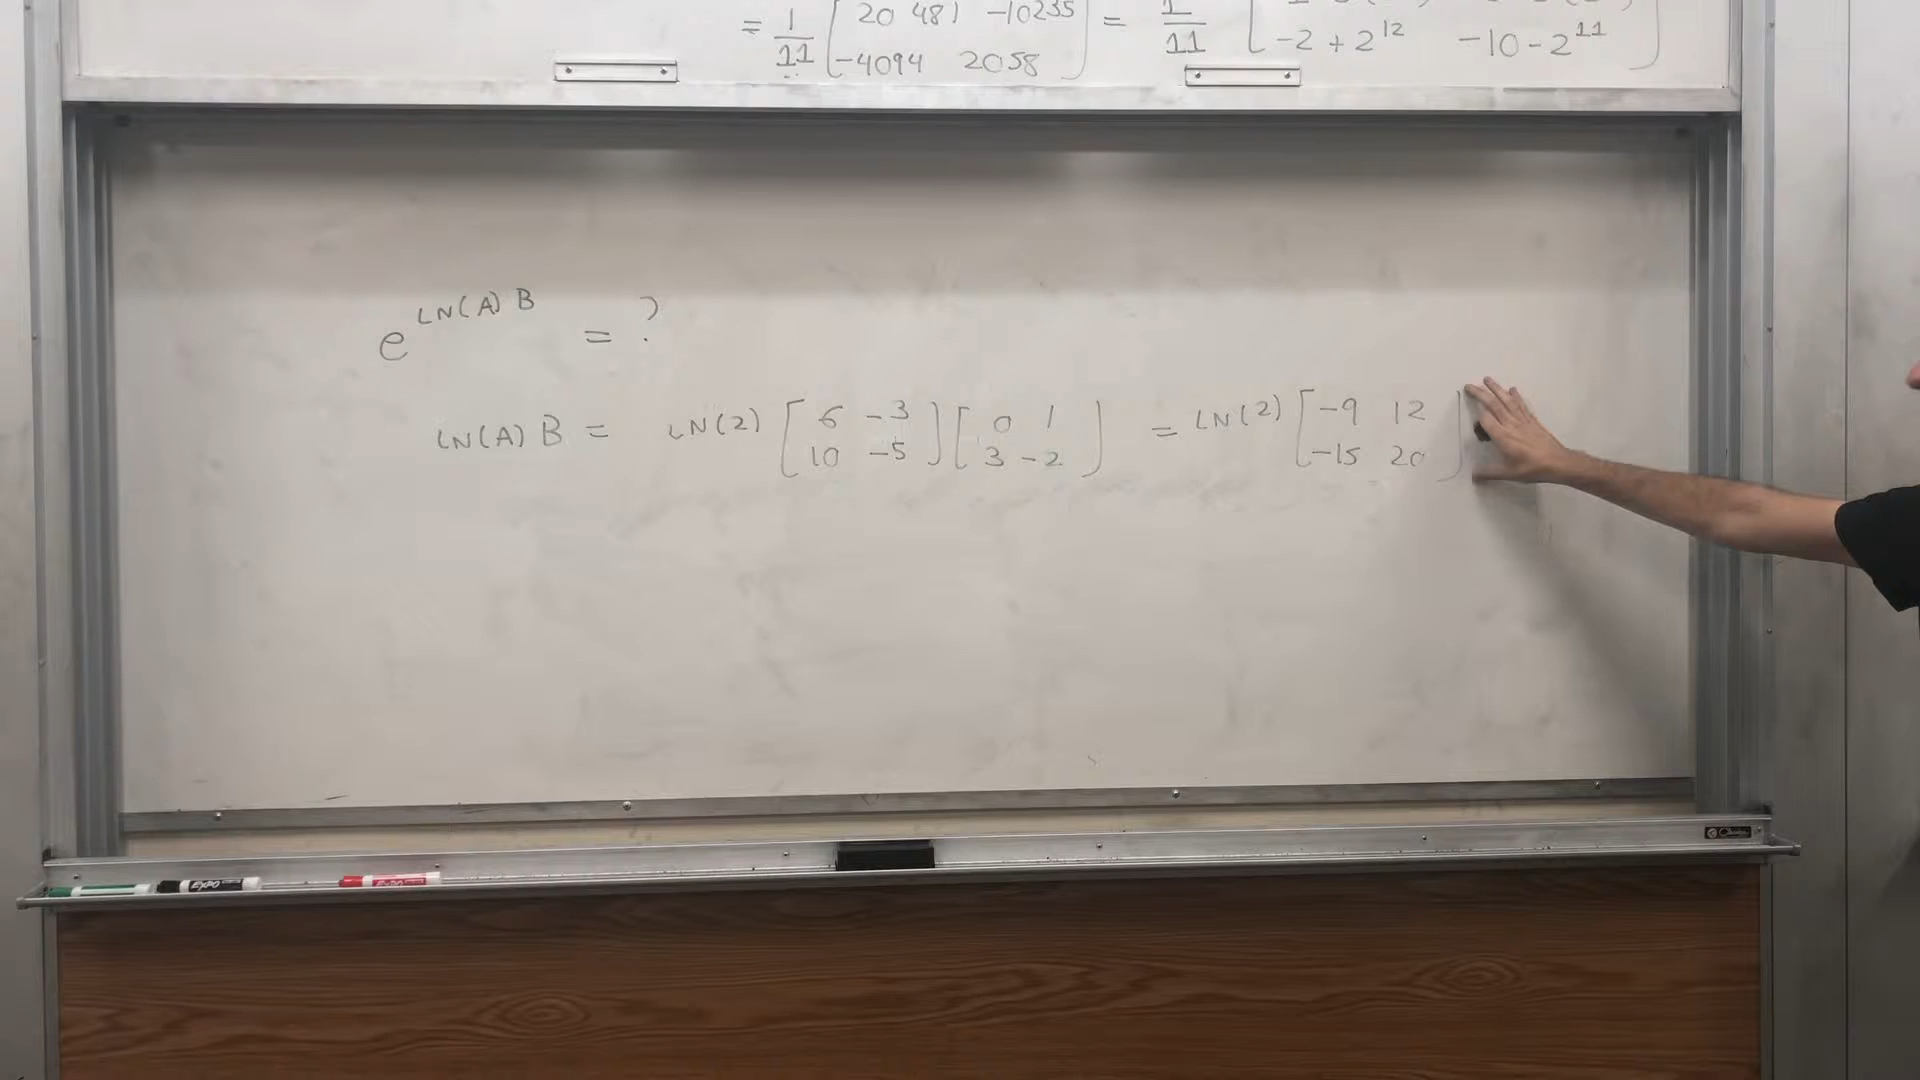 = 1/11 [20 481 -10235 = 1/11 [
-4094 2058] -2 + 2^12 -10 - 2^11]
e^LN(A) B = ?
LN(A) B = LN(2) [6 -3 ] [0 1 ] = LN(2) [-9 12
10 -5 3 -2 -15 20]
EXPO EXPO